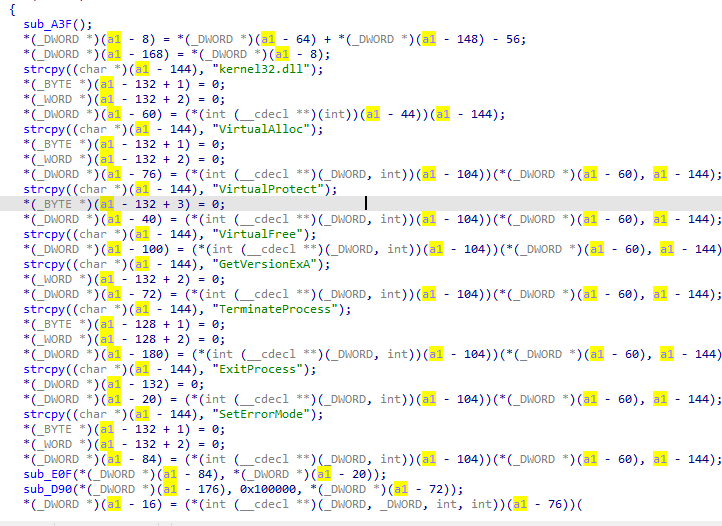 {
sub_A3F();
*(_DWORD *)(a1 - 8) = *(_DWORD *)(a1 - 64) + *(_DWORD *)(a1 - 148) - 56;
*(_DWORD *)(a1 - 168) = *(_DWORD *)(a1 - 8);
strcpy((char *)(a1 - 144), "kernel32.dll");
*(_BYTE *)(a1 - 132 + 1) = 0;
*(_WORD *)(a1 - 132 + 2) = 0;
*(_DWORD *)(a1 - 60) = (*(int (__cdecl **)(int))(a1 - 44))(a1 - 144);
strcpy((char *)(a1 - 144), "VirtualAlloc");
*(_BYTE *)(a1 - 132 + 1) = 0;
*(_WORD *)(a1 - 132 + 2) = 0;
*(_DWORD *)(a1 - 76) = (*(int (__cdecl **)(_DWORD, int))(a1 - 104))(*(_DWORD *)(a1 - 60), a1 - 144);
strcpy((char *)(a1 - 144), "VirtualProtect");
*(_BYTE *)(a1 - 132 + 3) = 0;
*(_DWORD *)(a1 - 40) = (*(int (__cdecl **)(_DWORD, int))(a1 - 104))(*(_DWORD *)(a1 - 60), a1 - 144);
strcpy((char *)(a1 - 144), "VirtualFree");
*(_DWORD *)(a1 - 100) = (*(int (__cdecl **)(_DWORD, int))(a1 - 104))(*(_DWORD *)(a1 - 60), a1 - 144)
strcpy((char *)(a1 - 144), "GetVersionExA");
*(_WORD *)(a1 - 132 + 2) = 0;
*(_DWORD *)(a1 - 72) = (*(int (__cdecl **)(_DWORD, int))(a1 - 104))(*(_DWORD *)(a1 - 60), a1 - 144);
strcpy((char *)(a1 - 144), "TerminateProcess");
*(_BYTE *)(a1 - 128 + 1) = 0;
*(_WORD *)(a1 - 128 + 2) = 0;
*(_DWORD *)(a1 - 180) = (*(int (__cdecl **)(_DWORD, int))(a1 - 104))(*(_DWORD *)(a1 - 60), a1 - 144)
strcpy((char *)(a1 - 144), "ExitProcess");
*(_DWORD *)(a1 - 132) = 0;
*(_DWORD *)(a1 - 20) = (*(int (__cdecl **)(_DWORD, int))(a1 - 104))(*(_DWORD *)(a1 - 60), a1 - 144);
strcpy((char *)(a1 - 144), "SetErrorMode");
*(_BYTE *)(a1 - 132 + 1) = 0;
*(_WORD *)(a1 - 132 + 2) = 0;
*(_DWORD *)(a1 - 84) = (*(int (__cdecl **)(_DWORD, int))(a1 - 104))(*(_DWORD *)(a1 - 60), a1 - 144);
sub_E0F(*(_DWORD *)(a1 - 84), *(_DWORD *)(a1 - 20));
sub_D90(*(_DWORD *)(a1 - 176), 0x100000, *(_DWORD *)(a1 - 72));
*(_DWORD *)(a1 - 16) = (*(int (__cdecl **)(_DWORD, _DWORD, int, int))(a1 - 76))(